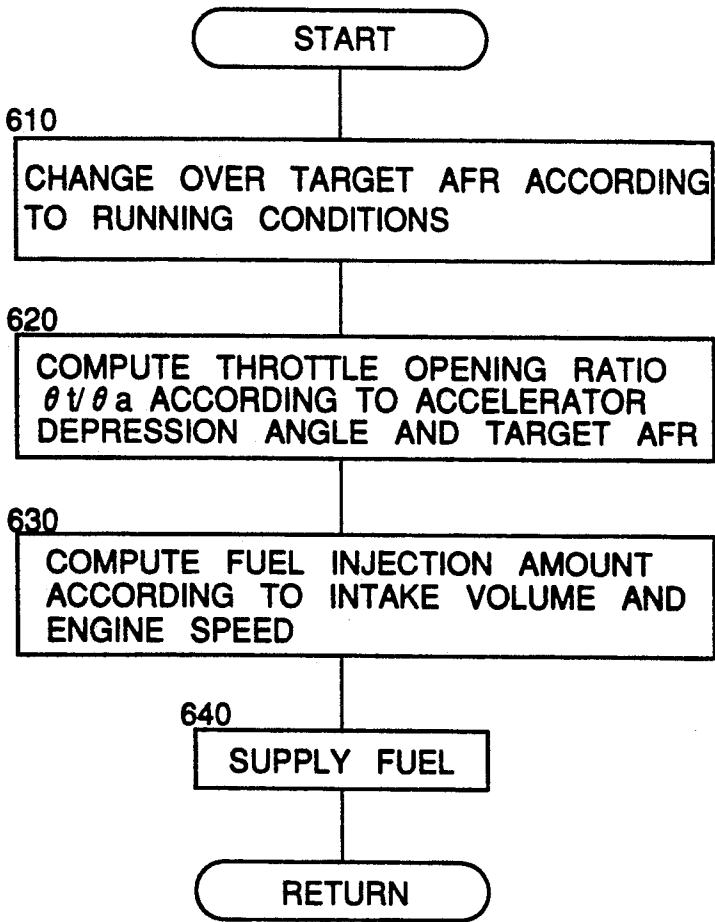 START
610
CHANGE OVER TARGET AFR ACCORDING
TO RUNNING CONDITIONS
620
COMPUTE THROTTLE OPENING RATIO
θt/θa ACCORDING TO ACCELERATOR
DEPRESSION ANGLE AND TARGET AFR
630
COMPUTE FUEL INJECTION AMOUNT
ACCORDING TO INTAKE VOLUME AND
ENGINE SPEED
640
SUPPLY FUEL
RETURN